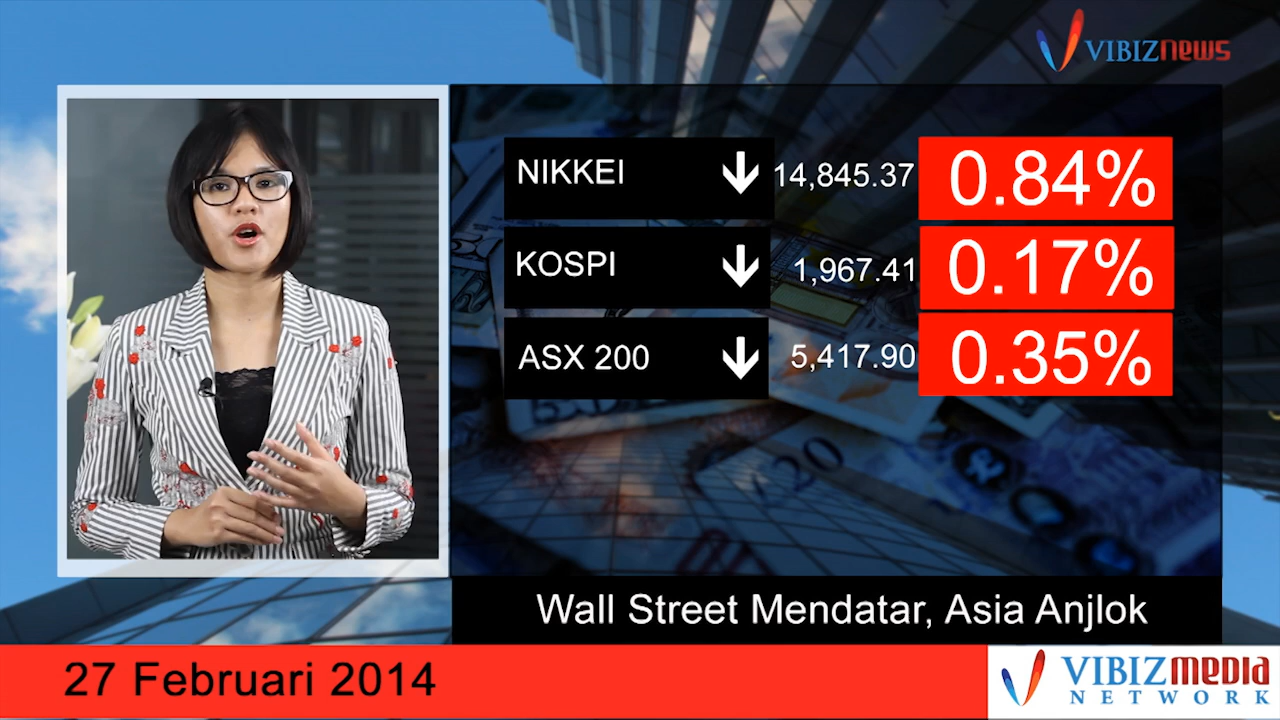 VIBIZNEWS
NIKKEI 14,845.37 0.84%
KOSPI 1,967.41 0.17%
ASX 200 5,417.90 0.35%
20
Wall Street Mendatar, Asia Anjlok
27 Februari 2014
VIBIZMEDIA
NETWORK